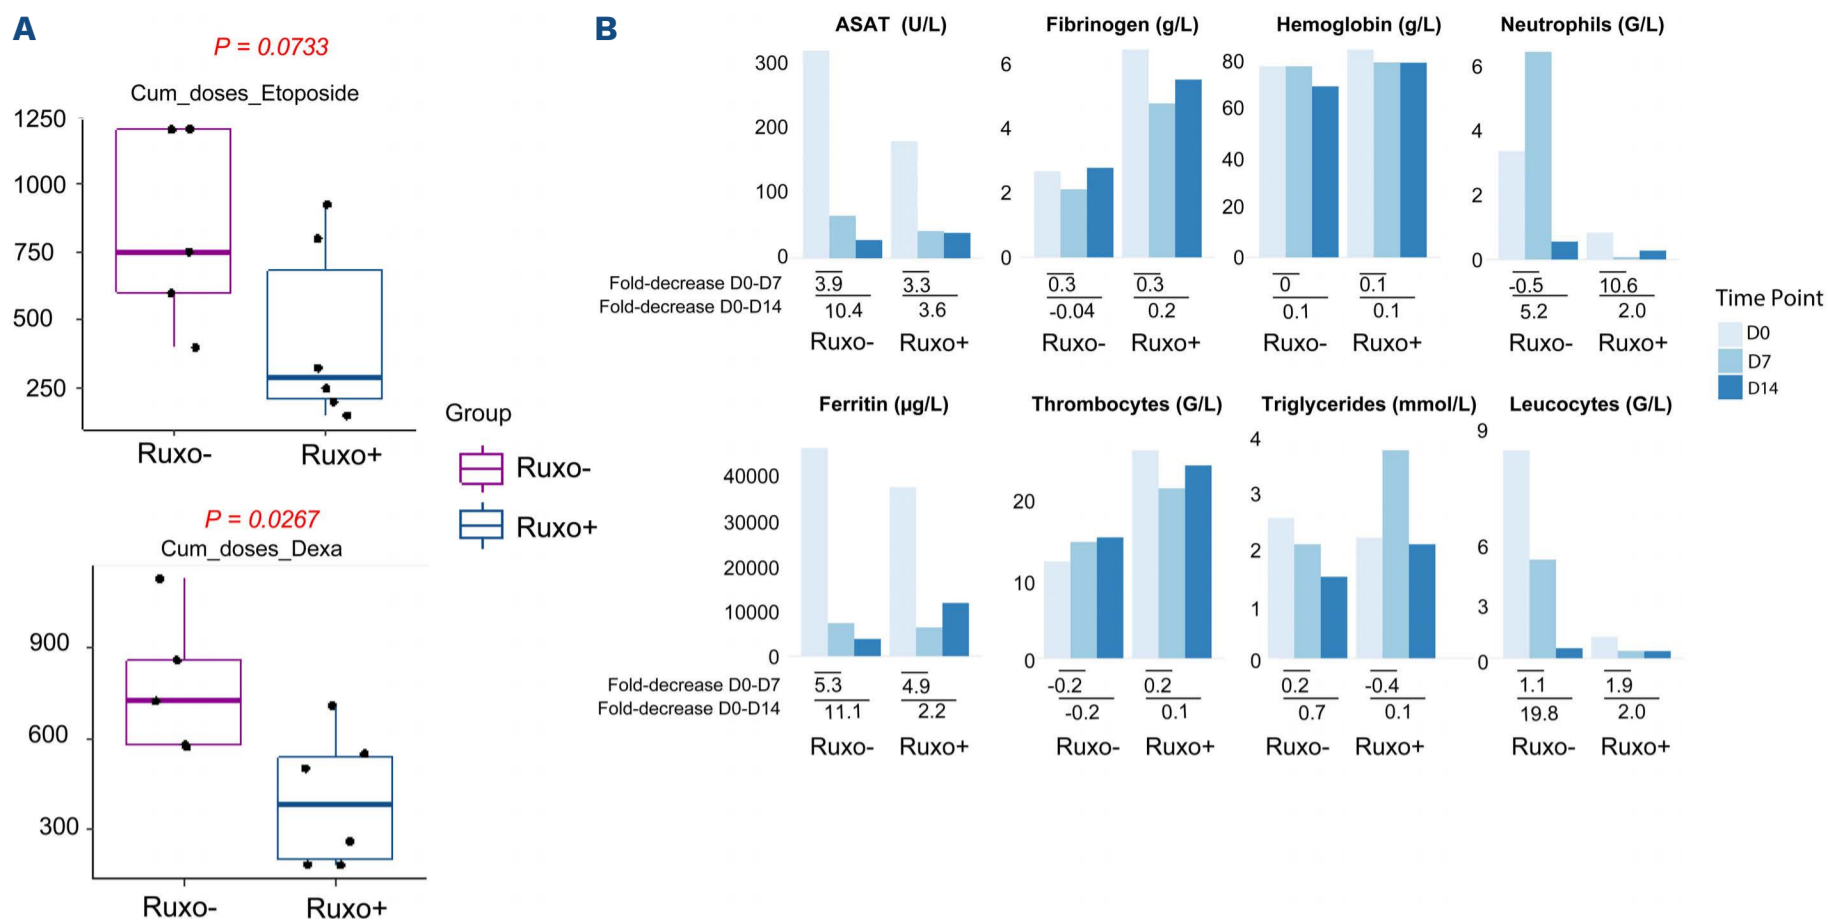 A
P = 0.0733
Cum_doses_Etoposide
1250
1000
750
500
250
Ruxo-
Ruxo+
P = 0.0267
Cum_doses_Dexa
900
600
300
Ruxo-
Ruxo+
Group
Ruxo-
Ruxo+
B
ASAT (U/L)
300
200
100
0
Fibrinogen (g/L)
6
4
2
0
Hemoglobin (g/L)
80
60
40
20
0
Neutrophils (G/L)
6
4
2
0
Fold-decrease D0-D7
3.9
3.3
0.3
0.3
0
0.1
-0.5
10.6
Fold-decrease D0-D14
10.4
3.6
-0.04
0.2
0.1
0.1
5.2
2.0
Ruxo-
Ruxo+
Ruxo-
Ruxo+
Ruxo-
Ruxo+
Ruxo-
Ruxo+
Ferritin (µg/L)
40000
30000
20000
10000
0
Thrombocytes (G/L)
20
10
0
Triglycerides (mmol/L)
4
3
2
1
0
Leucocytes (G/L)
9
6
3
0
Fold-decrease D0-D7
5.3
4.9
-0.2
0.2
0.2
-0.4
1.1
1.9
Fold-decrease D0-D14
11.1
2.2
-0.2
0.1
0.7
0.1
19.8
2.0
Ruxo-
Ruxo+
Ruxo-
Ruxo+
Ruxo-
Ruxo+
Ruxo-
Ruxo+
Time Point
D0
D7
D14